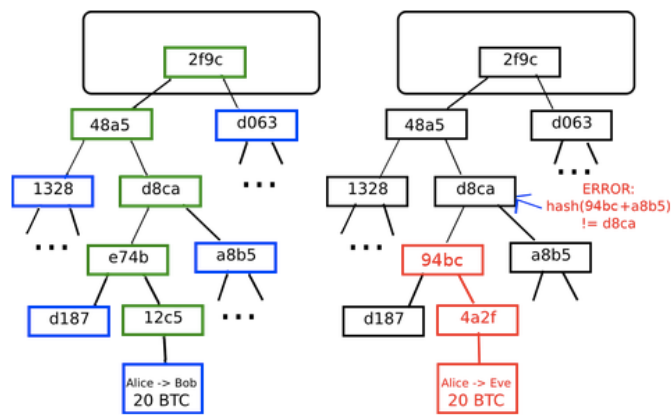 2f9c
48a5
d063
1328
d8ca
...
...
e74b
a8b5
d187
12c5
...
Alice -> Bob
20 BTC
2f9c
48a5
d063
1328
d8ca
...
ERROR:
hash(94bc+a8b5)
!= d8ca
...
94bc
a8b5
d187
4a2f
Alice -> Eve
20 BTC